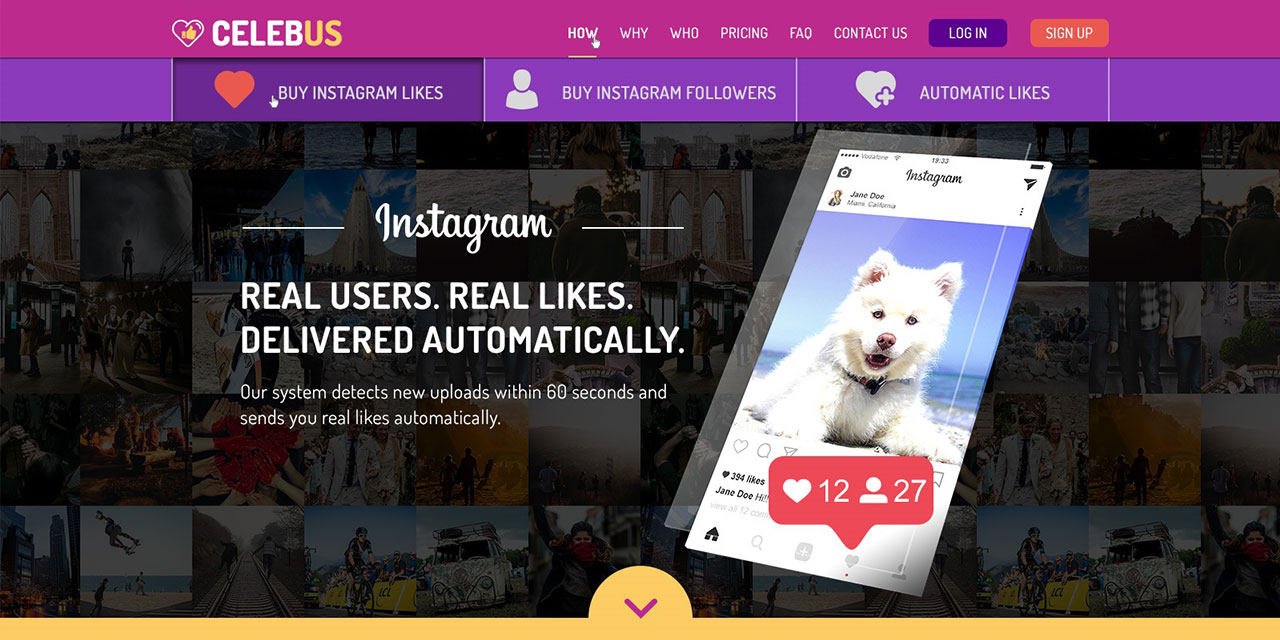 CELEBUS
HOW
WHY
WHO
PRICING
FAQ
CONTACT US
LOG IN
SIGN UP
BUY INSTAGRAM LIKES
BUY INSTAGRAM FOLLOWERS
AUTOMATIC LIKES
Instagram
REAL USERS. REAL LIKES.
DELIVERED AUTOMATICALLY.
Our system detects new uploads within 60 seconds and
sends you real likes automatically.
Vodafone 19:33
Instagram
Jane Doe
Miami, California
394 likes
Jane Doe Hi!!
view all 12
12 27
LCL